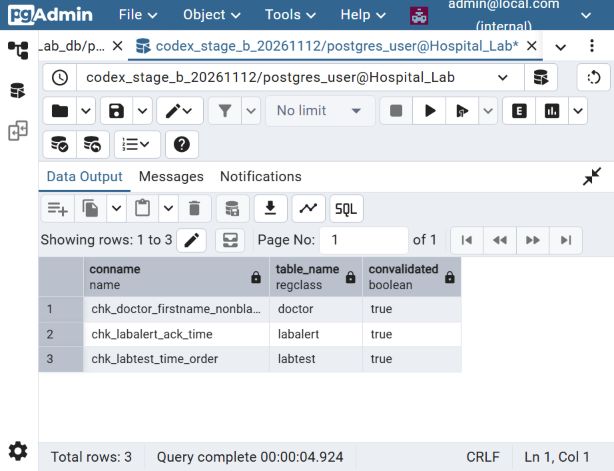 pgAdmin File Object Tools Help admin@local.com (internal)
_ab_db/p... codex_stage_b_20261112/postgres_user@Hospital_Lab*
codex_stage_b_20261112/postgres_user@Hospital_Lab
No limit E
Data Output Messages Notifications
SQL
Showing rows: 1 to 3 Page No: 1 of 1
conname table_name convalidated
name regclass boolean
1 chk_doctor_firstname_nonbla... doctor true
2 chk_labalert_ack_time labalert true
3 chk_labtest_time_order labtest true
Total rows: 3 Query complete 00:00:04.924 CRLF Ln 1, Col 1